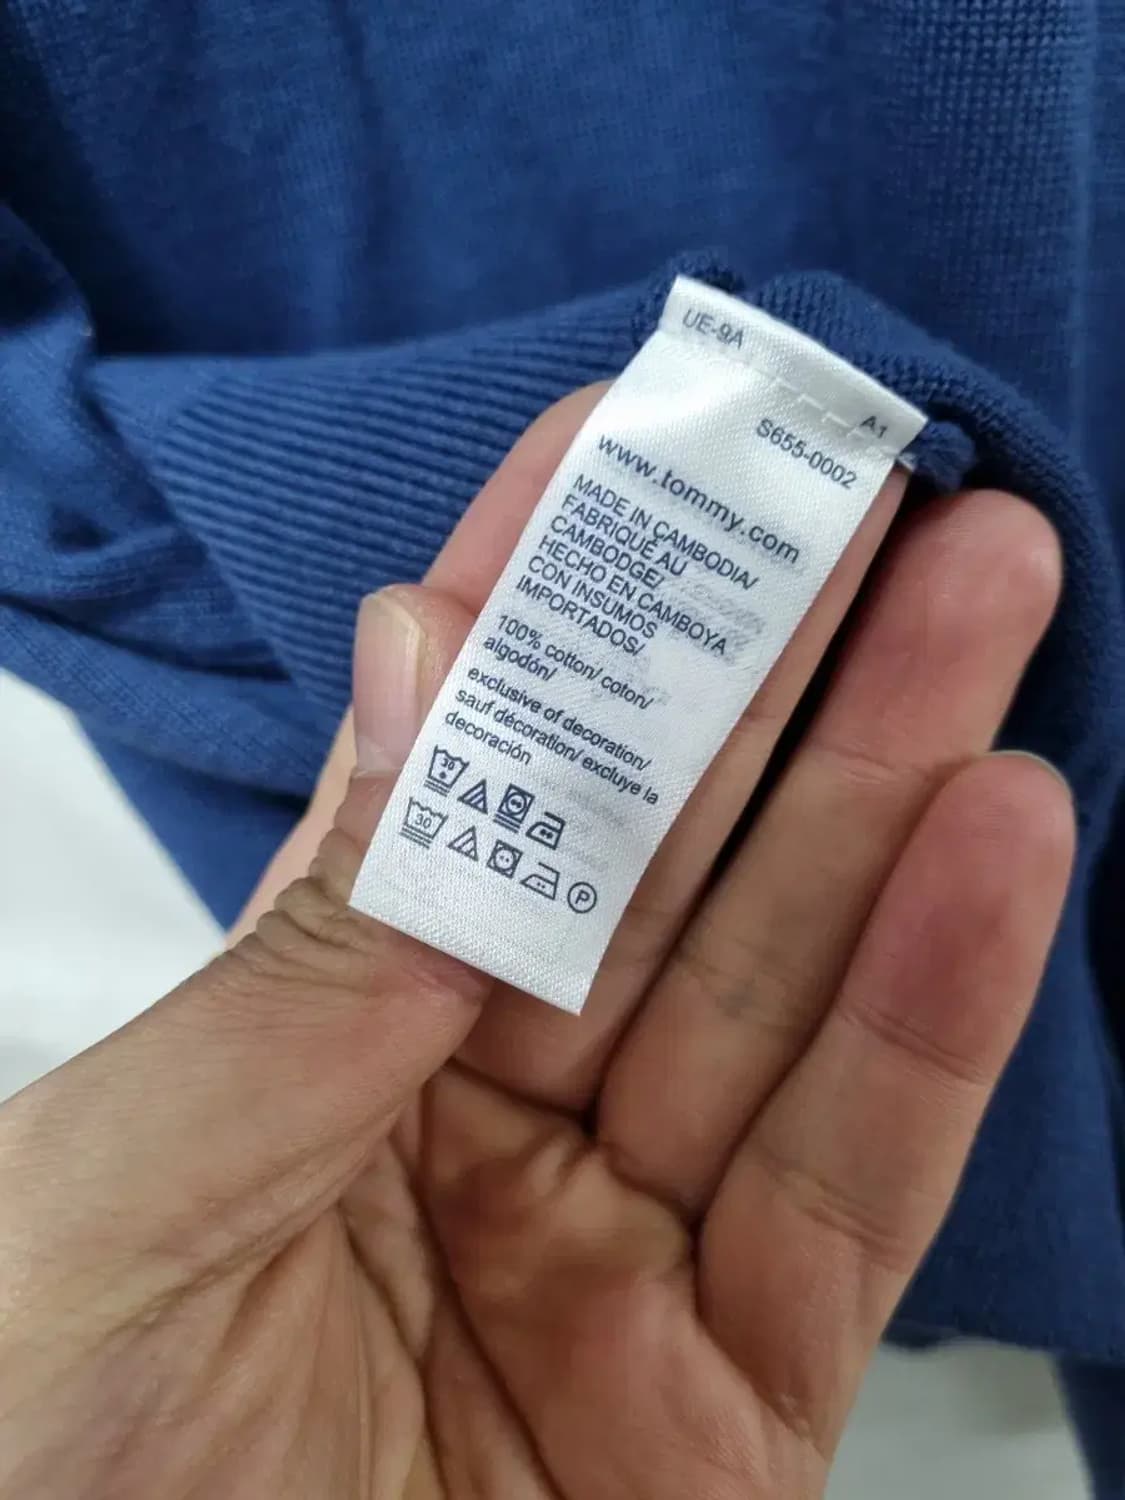 UE-9A
A1
S655-0002
www.tommy.com
MADE IN CAMBODIA/
FABRIQUÉ AU
CAMBODGE/
HECHO EN CAMBOYA
CON INSUMOS
IMPORTADOS/
100% cotton/ coton/
algodón/
exclusive of decoration/
sauf décoration/ excluye la
decoración
30
30
P